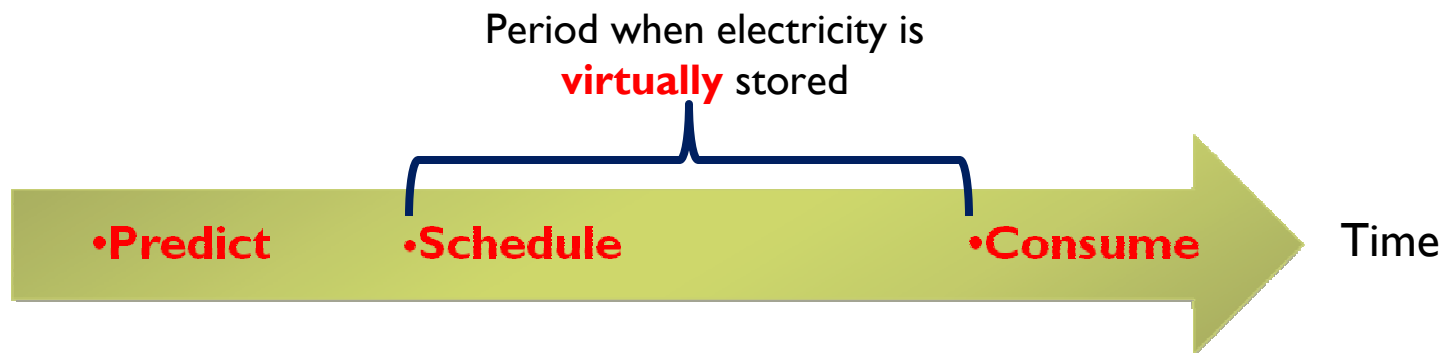 Period when electricity is
virtually stored
•Predict •Schedule •Consume Time